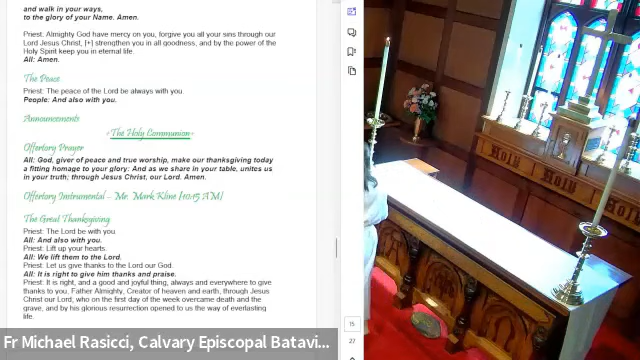 and walk in your ways,
to the glory of your Name. Amen.
Priest: Almighty God have mercy on you, forgive you all your sins through our
Lord Jesus Christ, [+] strengthen you in all goodness, and by the power of the
Holy Spirit keep you in eternal life.
All: Amen.
The Peace
Priest: The peace of the Lord be always with you.
People: And also with you.
Announcements
The Holy Communion
Offertory Prayer
All: God, giver of peace and true worship, make our thanksgiving today
a fitting homage to your glory: And as we share in your table, unites us
in your truth; through Jesus Christ, our Lord. Amen.
Offertory Instrumental – Mr. Mark Kline [10:15 AM]
The Great Thanksgiving
Priest: The Lord be with you.
All: And also with you.
Priest: Lift up your hearts.
All: We lift them to the Lord.
Priest: Let us give thanks to the Lord our God.
All: It is right to give him thanks and praise.
Priest: It is right, and a good and joyful thing, always and everywhere to give
thanks to you, Father Almighty, Creator of heaven and earth, through Jesus
Christ our Lord; who on the first day of the week overcame death and the
grave, and by his glorious resurrection opened to us the way of everlasting
life.
15
27
Holy Holy Holy
Fr Michael Rasicci, Calvary Episcopal Batavi...